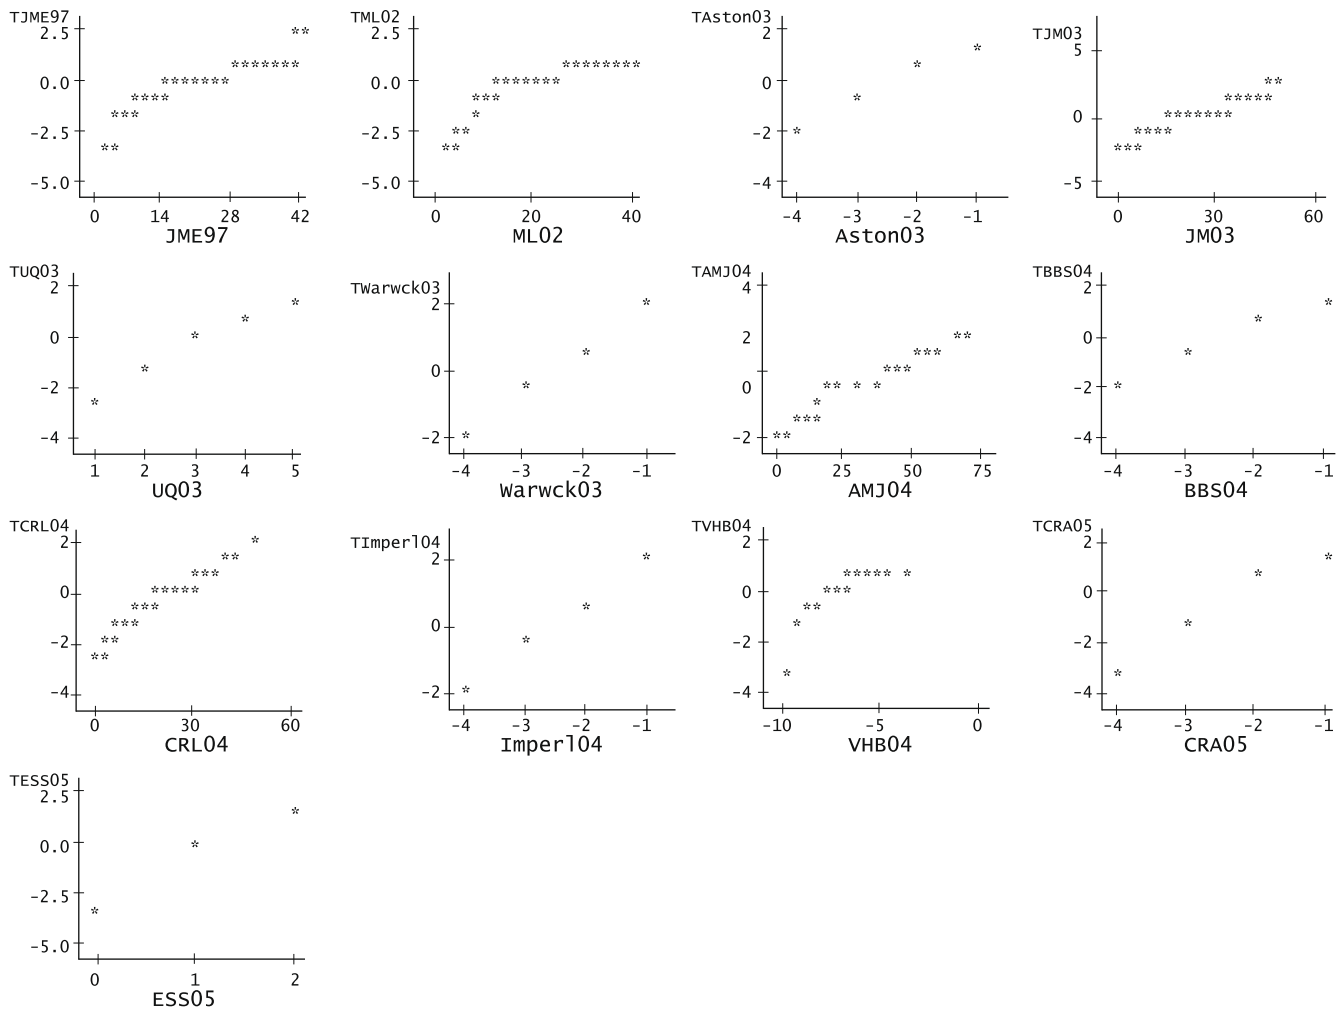 TJME97
2.5
0.0
-2.5
-5.0
0 14 28 42
JME97
TML02
2.5
0.0
-2.5
-5.0
0 20 40
ML02
TAston03
2
0
-2
-4
-4 -3 -2 -1
Aston03
TJM03
5
0
-5
0 30 60
JM03
TUQ03
2
0
-2
-4
1 2 3 4 5
UQ03
TWarwck03
2
0
-2
-4 -3 -2 -1
Warwck03
TAMJ04
4
2
0
-2
0 25 50 75
AMJ04
TBBS04
2
0
-2
-4
-4 -3 -2 -1
BBS04
TCRL04
2
0
-2
-4
0 30 60
CRL04
TImperl04
2
0
-2
-4 -3 -2 -1
Imperl04
TVHB04
2
0
-2
-4
-10 -5 0
VHB04
TCRA05
2
0
-2
-4
-4 -3 -2 -1
CRA05
TESS05
2.5
0.0
-2.5
-5.0
0 1 2
ESS05